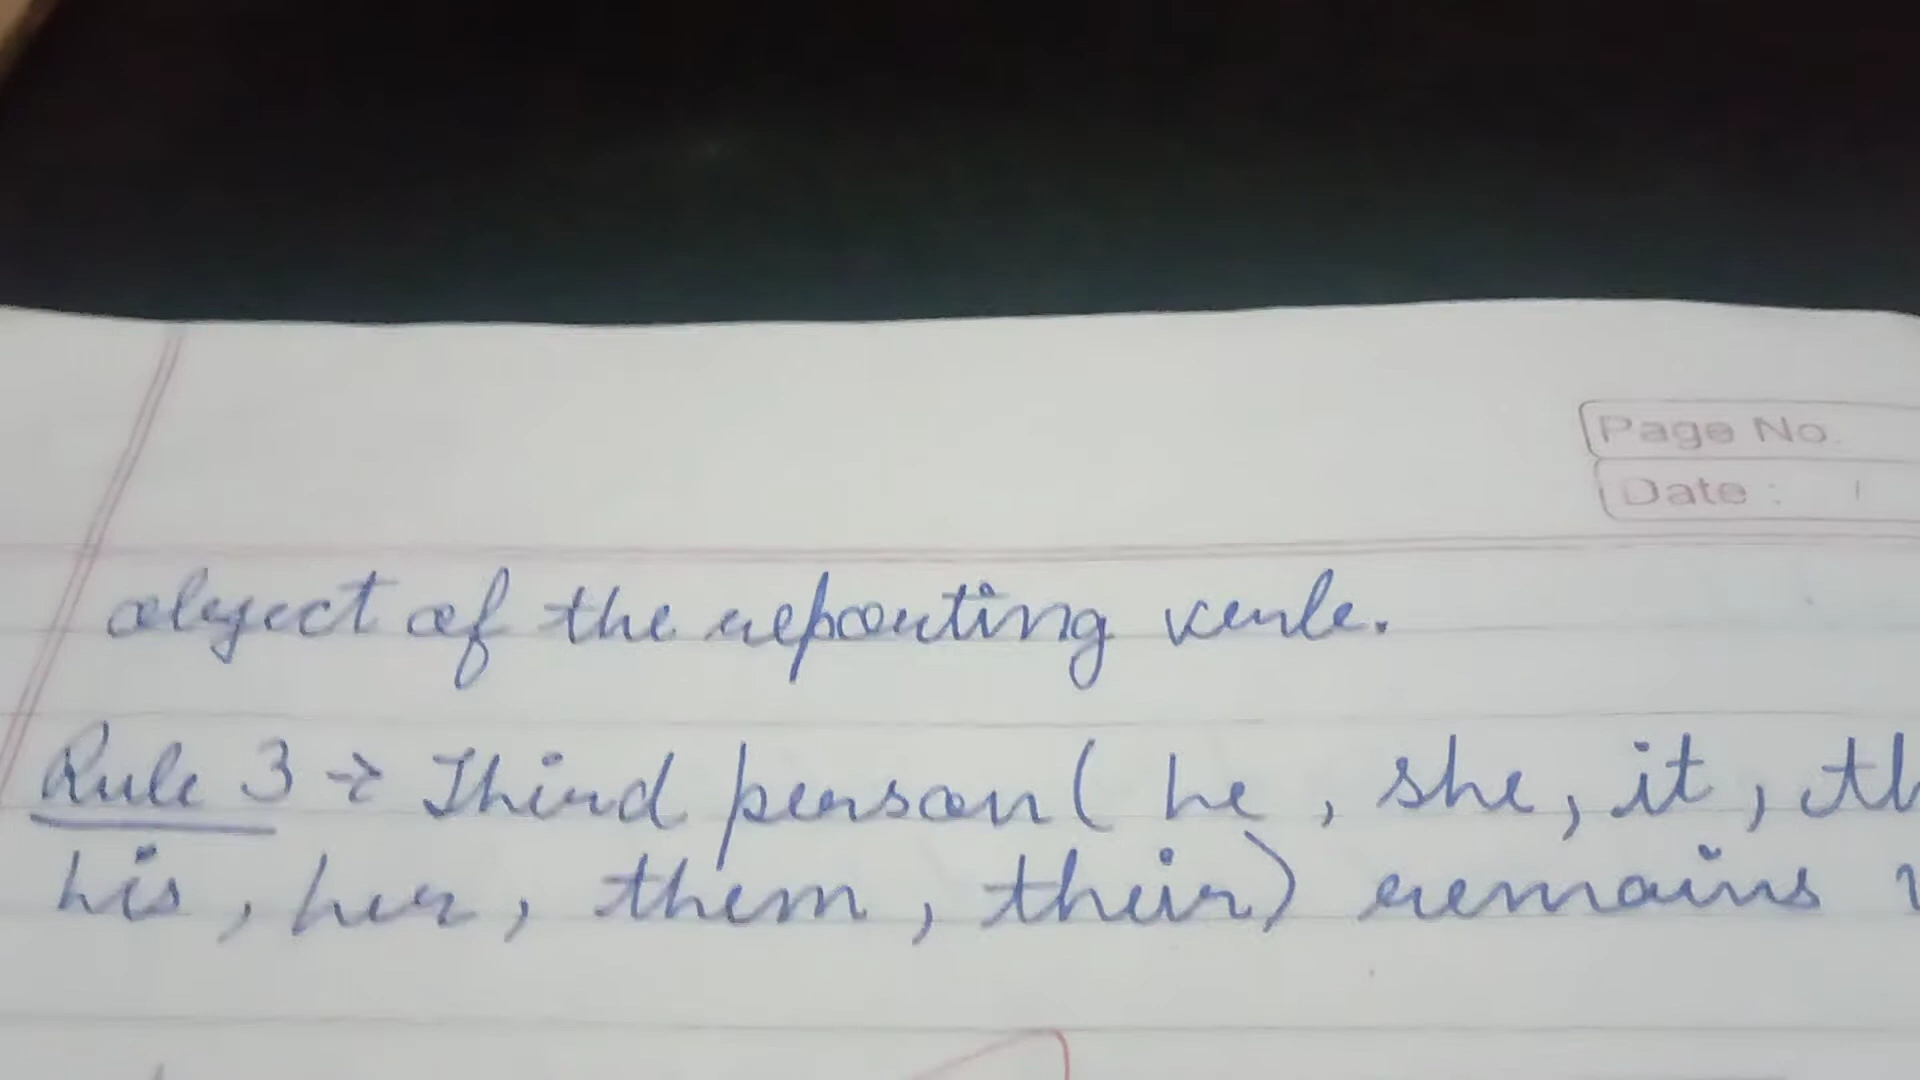 Page No.
Date :
object of the reporting verb.
Rule 3 → Third person ( he , she, it , th
his , her , them , their) remains